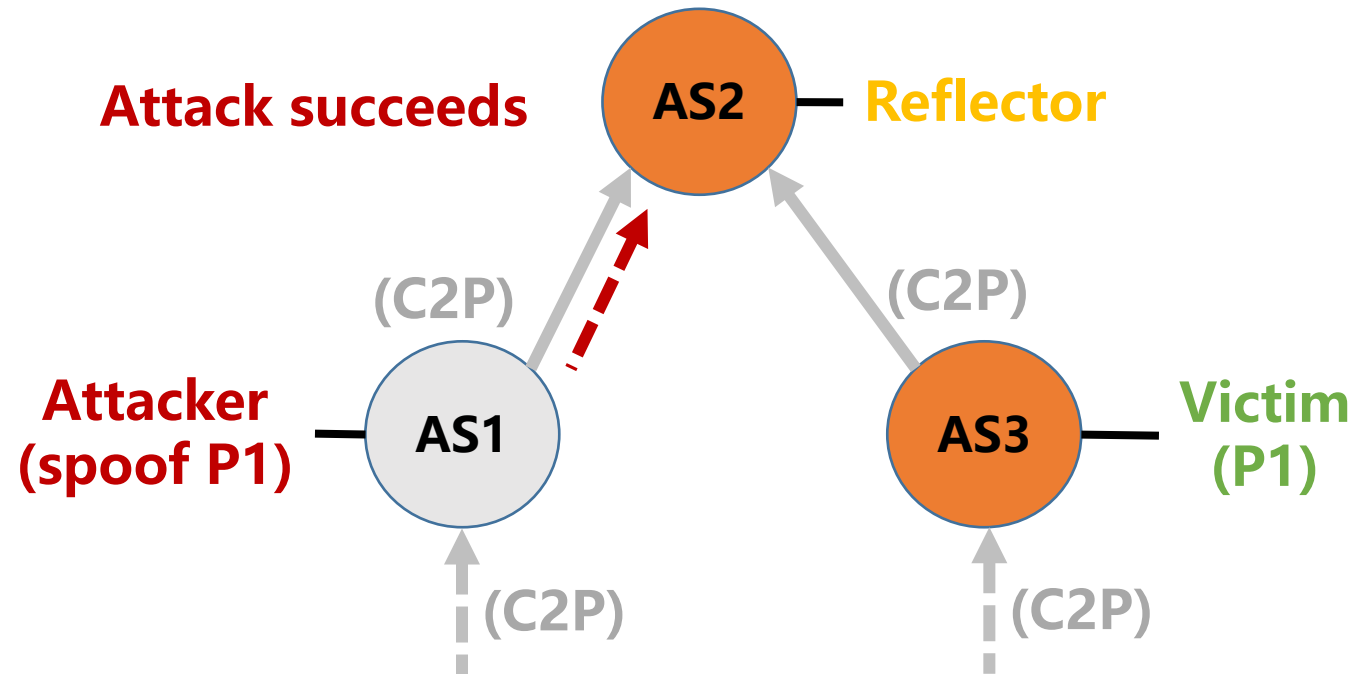 AS2
Attack succeeds
Reflector
(C2P)
(C2P)
Attacker
(spoof P1)
AS1
AS3
Victim
(P1)
(C2P)
(C2P)